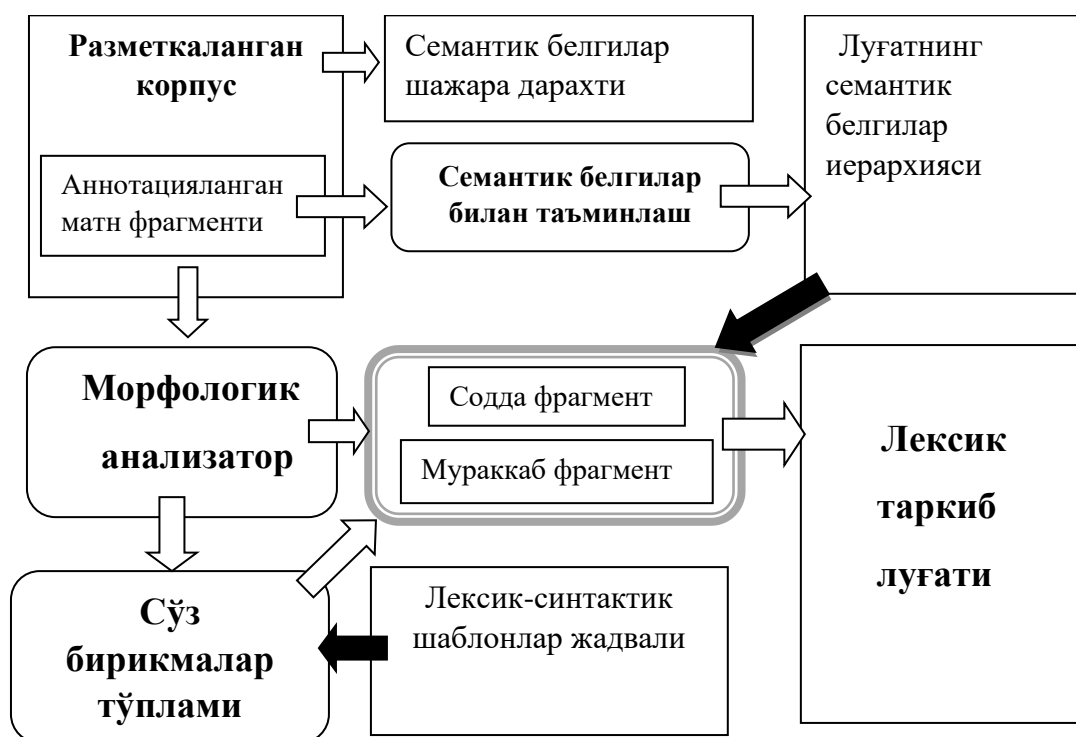 Разметкаланган
корпус
Аннотацияланган
матн фрагменти
Семантик белгилар
шажара дарахти
Семантик белгилар
билан таъминлаш
Луғатнинг
семантик
белгилар
иерархияси
Морфологик
анализатор
Содда фрагмент
Мураккаб фрагмент
Лексик
таркиб
луғати
Сўз
бирикмалар
тўплами
Лексик-синтактик
шаблонлар жадвали